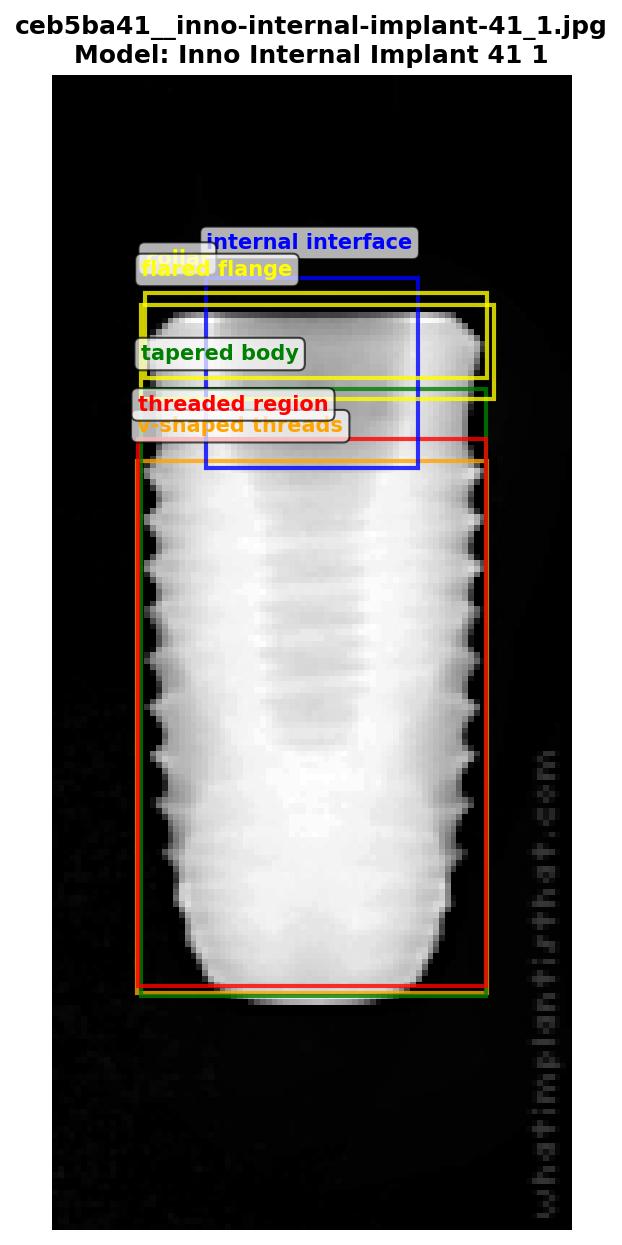 ceb5ba41__inno-internal-implant-41_1.jpg
Model: Inno Internal Implant 41 1
internal interface
collar
flared flange
tapered body
threaded region
v-shaped threads
whatimplantisthat.com